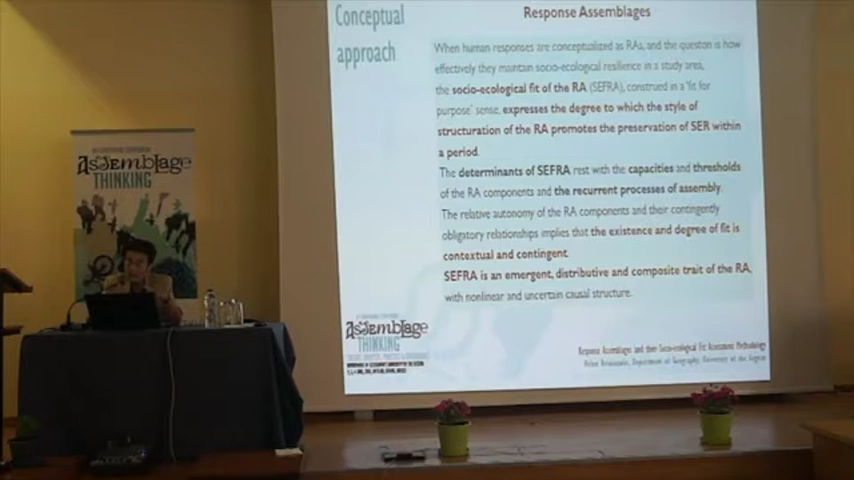 Conceptual
approach
Response Assemblages
When human responses are conceptualized as RAs, and the question is how
effectively they maintain socio-ecological resilience in a study area,
the socio-ecological fit of the RA (SEFRA), construed in a 'fit for
purpose' sense, expresses the degree to which the style of
structuration of the RA promotes the preservation of SER within
a period.
The determinants of SEFRA rest with the capacities and thresholds
of the RA components and the recurrent processes of assembly.
The relative autonomy of the RA components and their contingently
obligatory relationships implies that the existence and degree of fit is
contextual and contingent.
SEFRA is an emergent, distributive and composite trait of the RA,
with nonlinear and uncertain causal structure.
Assemblage
THINKING
Response Assemblages and their Socio-ecological Fit Assessment Methodology
Department of Geography, University of the Aegean
Assemblage
THINKING